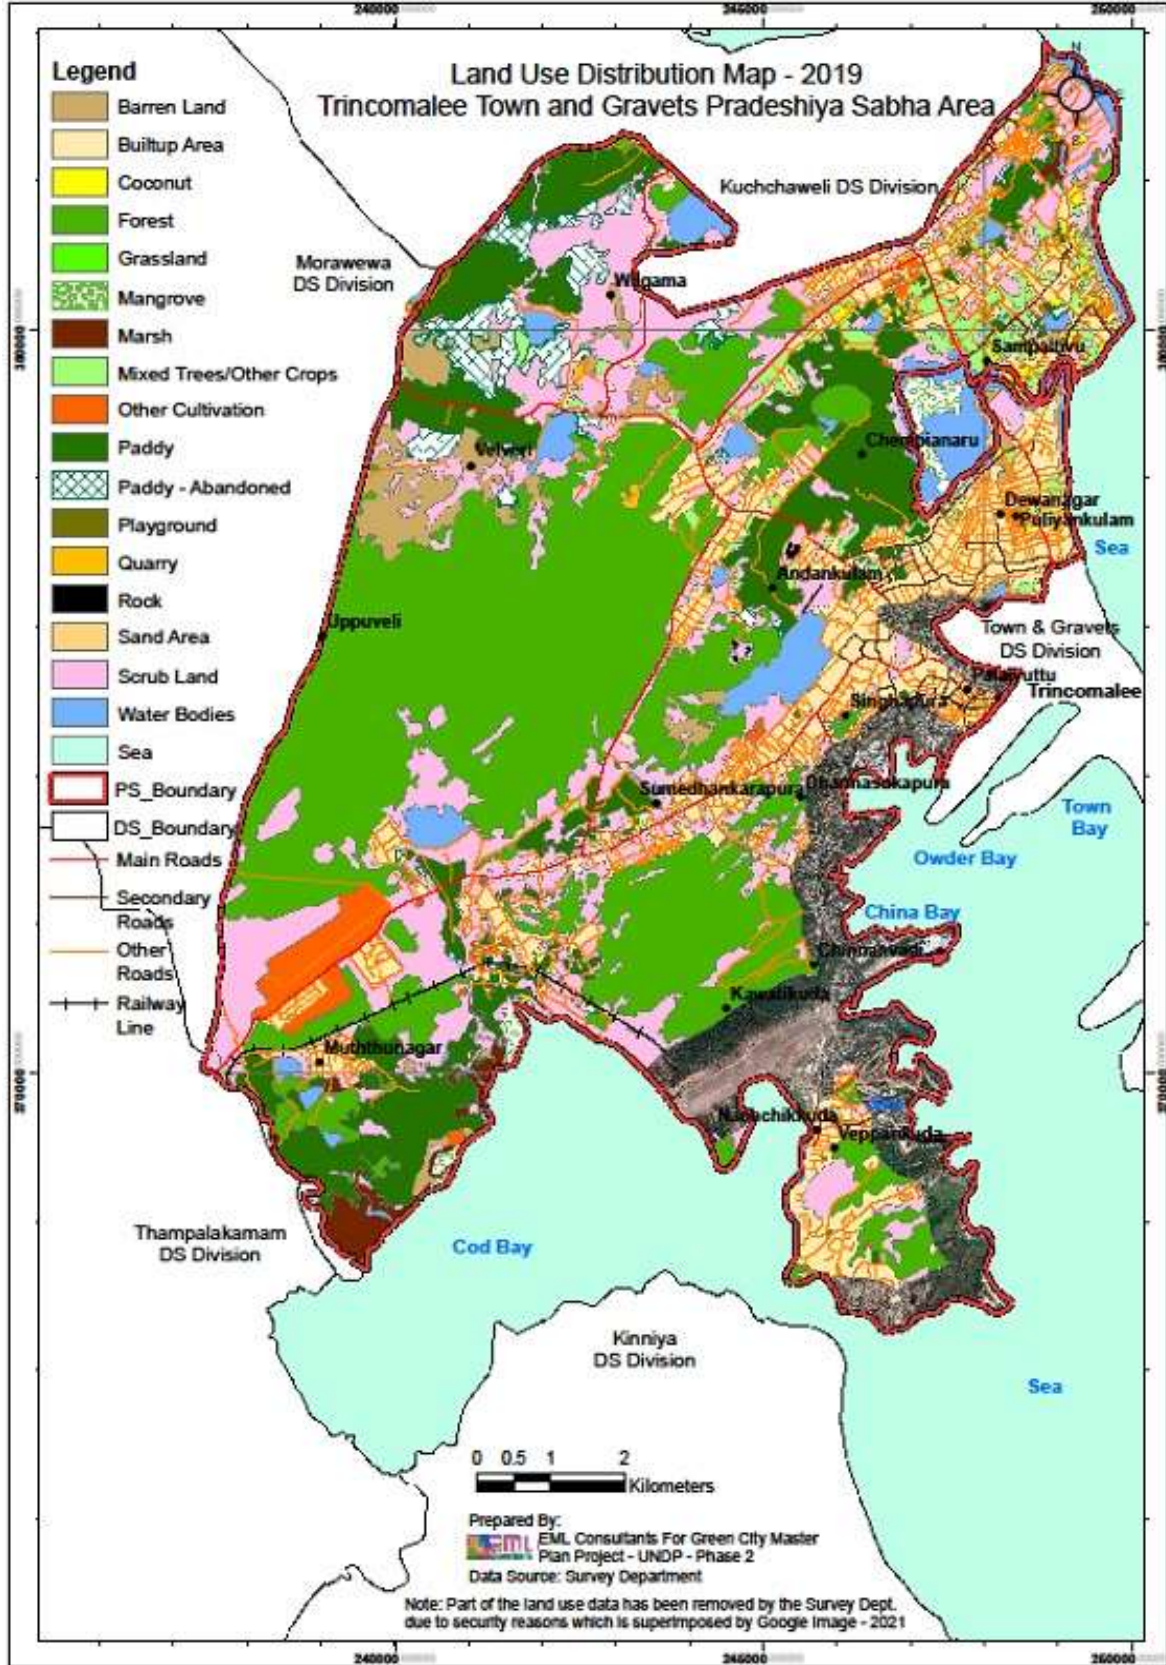 240000
245000
250000
Legend
Barren Land
Builtup Area
Coconut
Forest
Grassland
Mangrove
Marsh
Mixed Trees/Other Crops
Other Cultivation
Paddy
Paddy - Abandoned
Playground
Quarry
Rock
Sand Area
Scrub Land
Water Bodies
Sea
PS_Boundary
DS_Boundary
Main Roads
Secondary
Roads
Other
Roads
Railway
Line
Land Use Distribution Map - 2019
Trincomalee Town and Gravets Pradeshiya Sabha Area
N
Kuchchaweli DS Division
Morawewa
DS Division
Wilgama
Sampaltivu
Velveri
Chempianaru
Dewanagar
Puliyankulam
Sea
Andankulam
Uppuveli
Town & Gravets
DS Division
Palaiyuttu
Trincomalee
Singhapura
Sumedhankarapura
Dharmasokapura
Town
Bay
Owder Bay
China Bay
Kawatikuda
Muththunagar
Nachchikkuda
Veppankuda
Thampalakamam
DS Division
Cod Bay
Kinniya
DS Division
Sea
0 0.5 1 2
Kilometers
Prepared By:
EML
EML Consultants For Green City Master
Plan Project - UNDP - Phase 2
Data Source: Survey Department
Note: Part of the land use data has been removed by the Survey Dept.
due to security reasons which is superimposed by Google Image - 2021
240000
245000
250000